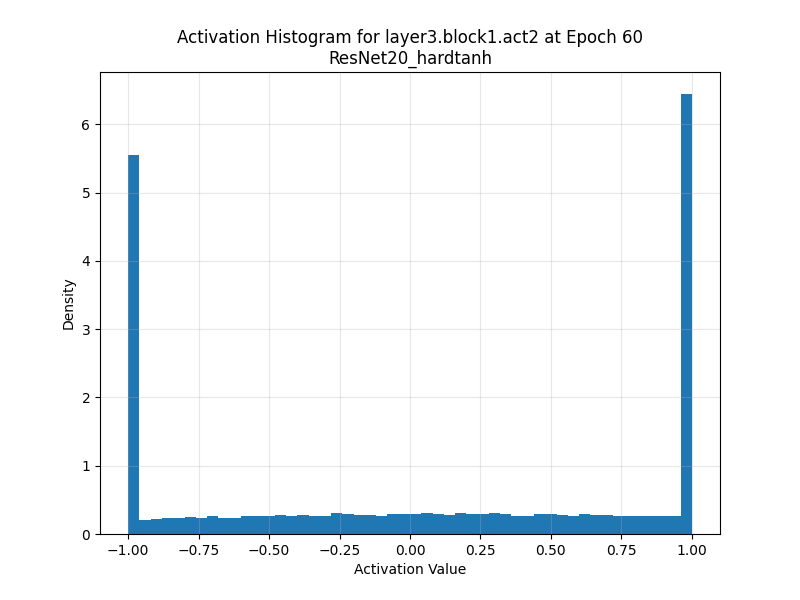 Activation Histogram for layer3.block1.act2 at Epoch 60
ResNet20_hardtanh
Density
6
5
4
3
2
1
0
−1.00 −0.75 −0.50 −0.25 0.00 0.25 0.50 0.75 1.00
Activation Value